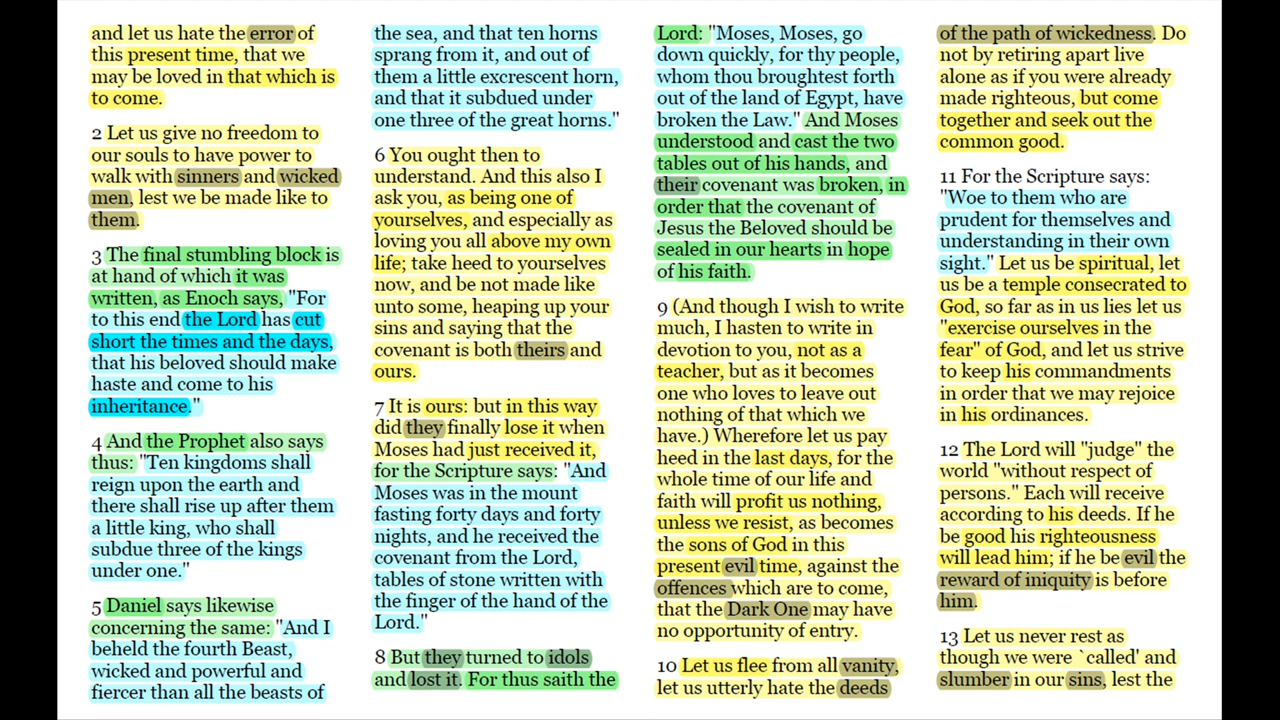 and let us hate the error of
this present time, that we
may be loved in that which is
to come.
2 Let us give no freedom to
our souls to have power to
walk with sinners and wicked
men, lest we be made like to
them.
3 The final stumbling block is
at hand of which it was
written, as Enoch says, "For
to this end the Lord has cut
short the times and the days,
that his beloved should make
haste and come to his
inheritance."
4 And the Prophet also says
thus: "Ten kingdoms shall
reign upon the earth and
there shall rise up after them
a little king, who shall
subdue three of the kings
under one."
5 Daniel says likewise
concerning the same: "And I
beheld the fourth Beast,
wicked and powerful and
fiercer than all the beasts of
the sea, and that ten horns
sprang from it, and out of
them a little excrescent horn,
and that it subdued under
one three of the great horns."
6 You ought then to
understand. And this also I
ask you, as being one of
yourselves, and especially as
loving you all above my own
life; take heed to yourselves
now, and be not made like
unto some, heaping up your
sins and saying that the
covenant is both theirs and
ours.
7 It is ours: but in this way
did they finally lose it when
Moses had just received it,
for the Scripture says: "And
Moses was in the mount
fasting forty days and forty
nights, and he received the
covenant from the Lord,
tables of stone written with
the finger of the hand of the
Lord."
8 But they turned to idols
and lost it. For thus saith the
Lord: "Moses, Moses, go
down quickly, for thy people,
whom thou broughtest forth
out of the land of Egypt, have
broken the Law." And Moses
understood and cast the two
tables out of his hands, and
their covenant was broken, in
order that the covenant of
Jesus the Beloved should be
sealed in our hearts in hope
of his faith.
9 (And though I wish to write
much, I hasten to write in
devotion to you, not as a
teacher, but as it becomes
one who loves to leave out
nothing of that which we
have.) Wherefore let us pay
heed in the last days, for the
whole time of our life and
faith will profit us nothing,
unless we resist, as becomes
the sons of God in this
present evil time, against the
offences which are to come,
that the Dark One may have
no opportunity of entry.
10 Let us flee from all vanity,
let us utterly hate the deeds
of the path of wickedness. Do
not by retiring apart live
alone as if you were already
made righteous, but come
together and seek out the
common good.
11 For the Scripture says:
"Woe to them who are
prudent for themselves and
understanding in their own
sight." Let us be spiritual, let
us be a temple consecrated to
God, so far as in us lies let us
"exercise ourselves in the
fear" of God, and let us strive
to keep his commandments
in order that we may rejoice
in his ordinances.
12 The Lord will "judge" the
world "without respect of
persons." Each will receive
according to his deeds. If he
be good his righteousness
will lead him; if he be evil the
reward of iniquity is before
him.
13 Let us never rest as
though we were `called' and
slumber in our sins, lest the